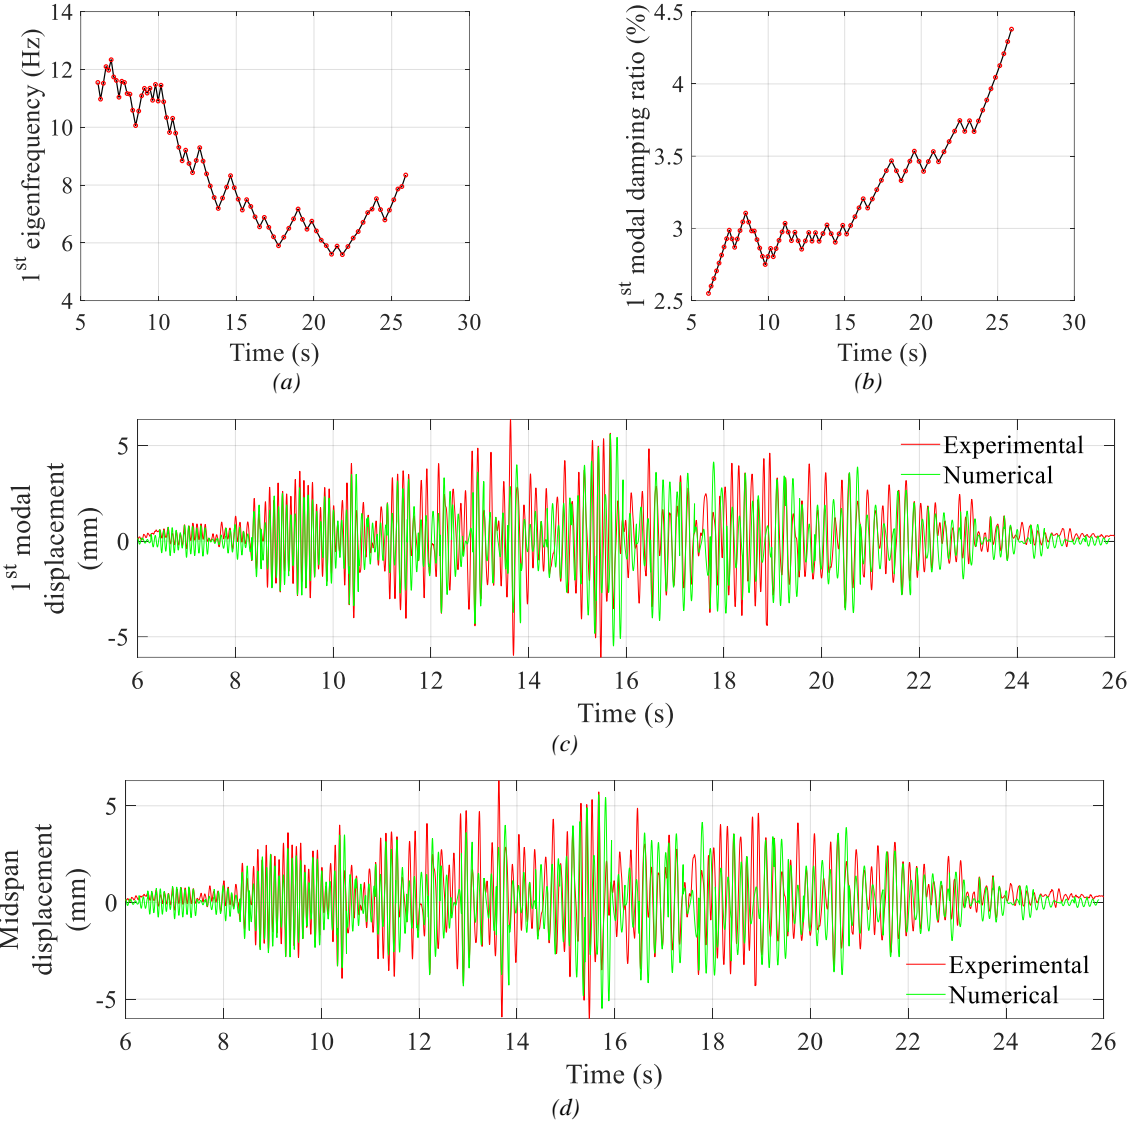 14
12
10
8
6
4
5
10
15
20
25
30
1st eigenfrequency (Hz)
Time (s)
(a)
4.5
4
3.5
3
2.5
5
10
15
20
25
30
1st modal damping ratio (%)
Time (s)
(b)
1st modal
displacement
(mm)
5
0
-5
Experimental
Numerical
6
8
10
12
14
16
18
20
22
24
26
Time (s)
(c)
Midspan
displacement
(mm)
5
0
-5
Experimental
Numerical
6
8
10
12
14
16
18
20
22
24
26
Time (s)
(d)